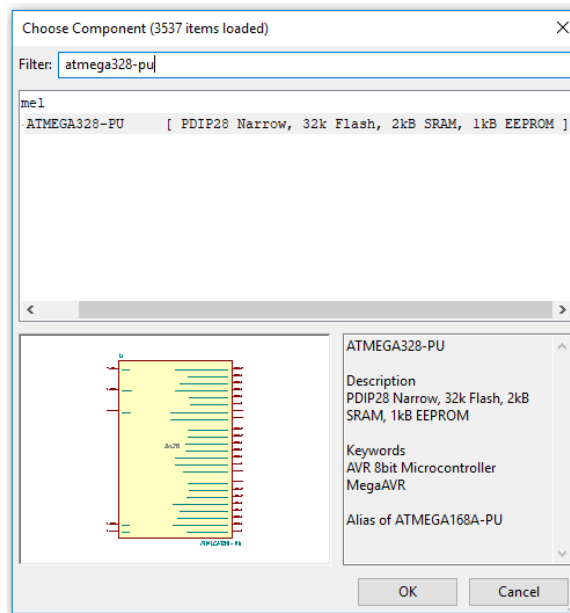 Choose Component (3537 items loaded)
Filter: atmega328-pu
mel
ATMEGA328-PU [ PDIP28 Narrow, 32k Flash, 2kB SRAM, 1kB EEPROM ]
ATMEGA328-PU
Description
PDIP28 Narrow, 32k Flash, 2kB
SRAM, 1kB EEPROM
Keywords
AVR 8bit Microcontroller
MegaAVR
Alias of ATMEGA168A-PU
OK Cancel